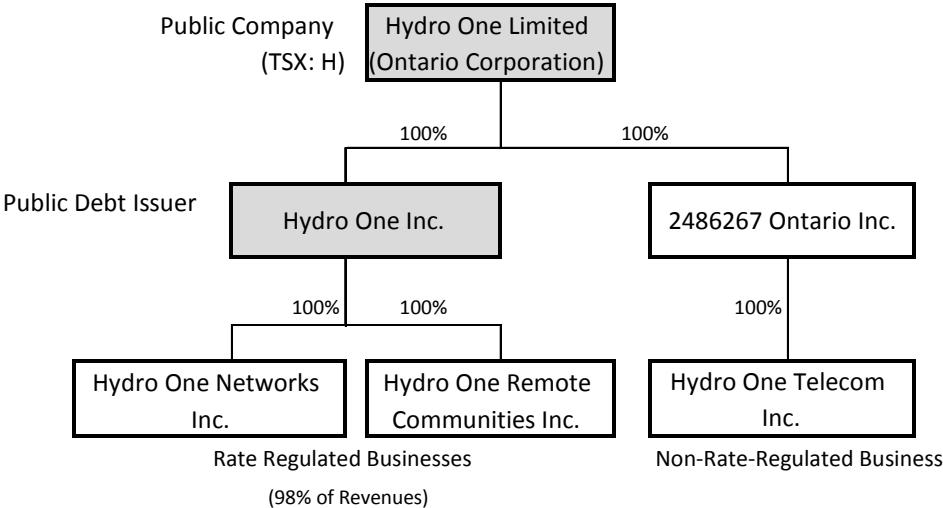 Public Company
(TSX: H)
Hydro One Limited
(Ontario Corporation)
100%
100%
Public Debt Issuer
Hydro One Inc.
2486267 Ontario Inc.
100%
100%
100%
Hydro One Networks
Inc.
Hydro One Remote
Communities Inc.
Hydro One Telecom
Inc.
Rate Regulated Businesses
(98% of Revenues)
Non-Rate-Regulated Business